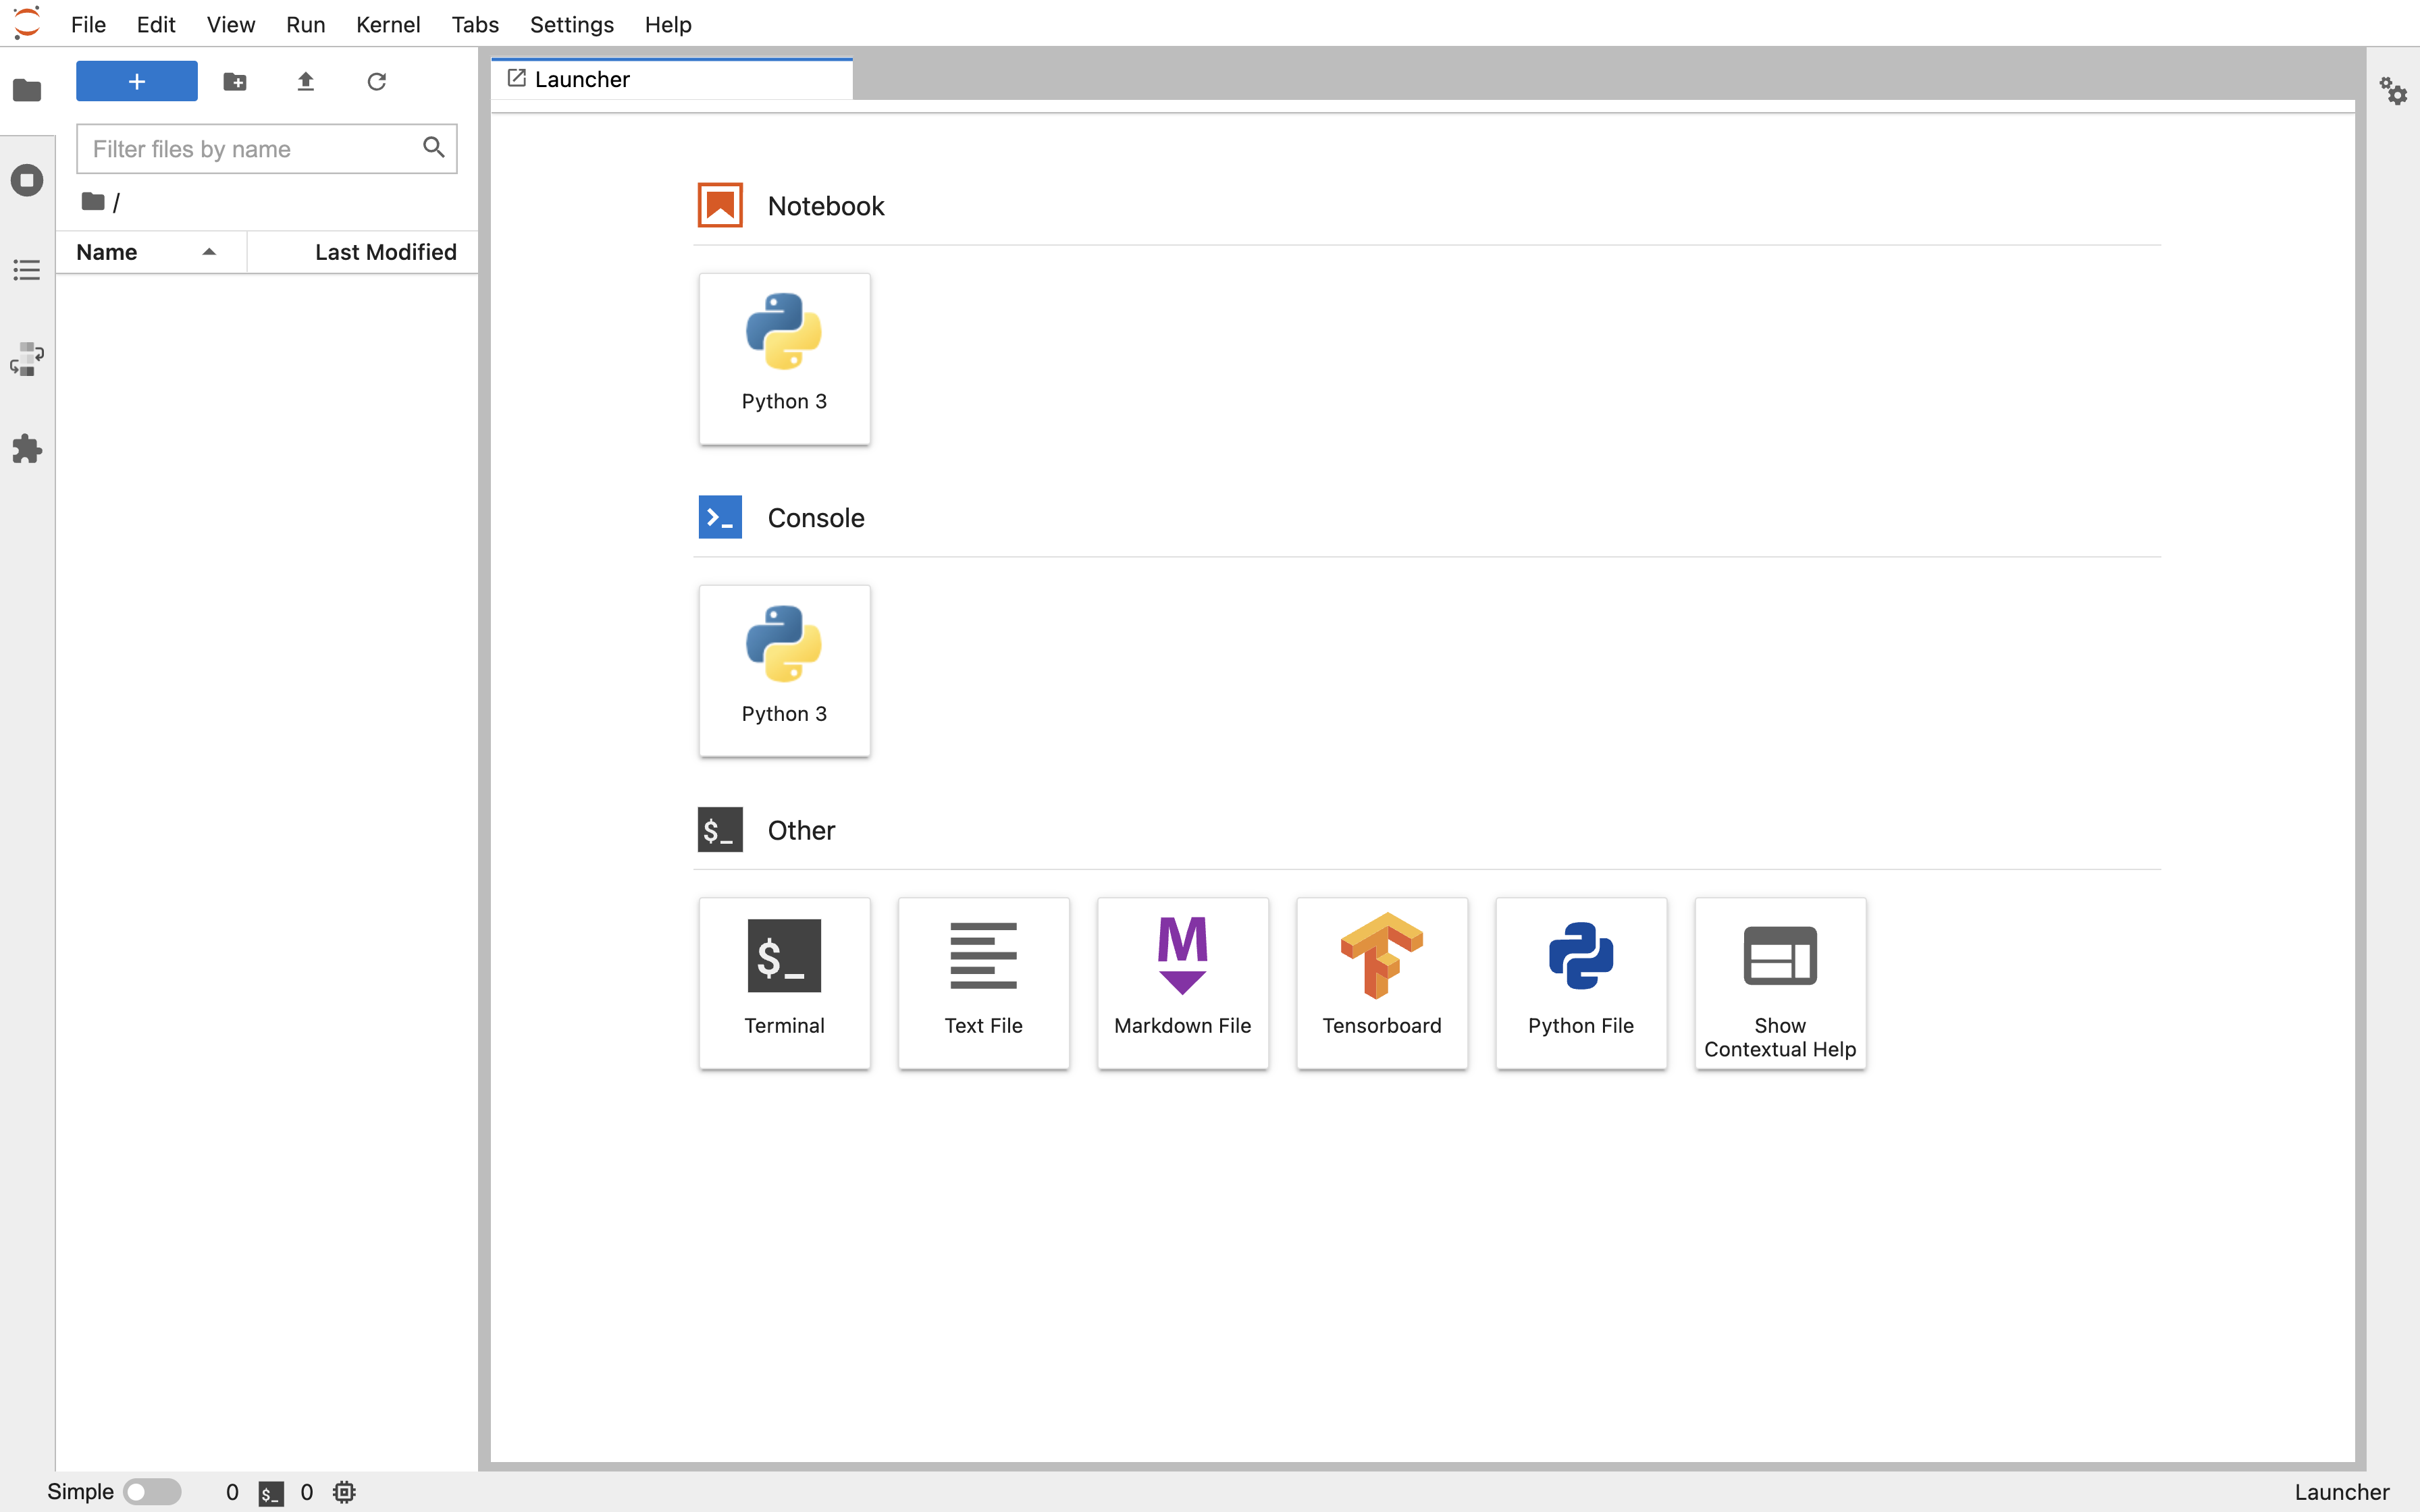 File Edit View Run Kernel Tabs Settings Help
+
Launcher
Filter files by name
/
Name Last Modified
Notebook
Python 3
Console
Python 3
$_ Other
$_
Terminal
Text File
M
Markdown File
Tensorboard
Python File
Show
Contextual Help
Simple 0 $_ 0
Launcher